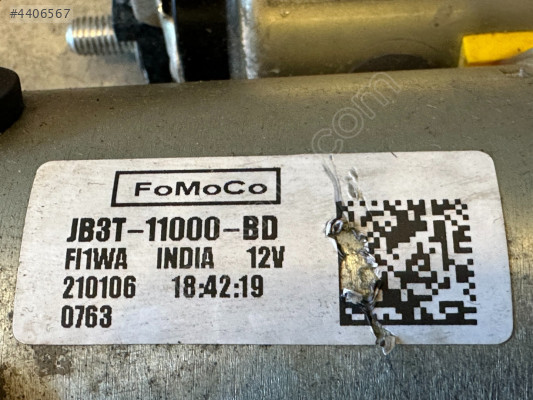 #4406567
FoMoCo
JB3T-11000-BD
FI1WA INDIA 12V
210106 18:42:19
0763